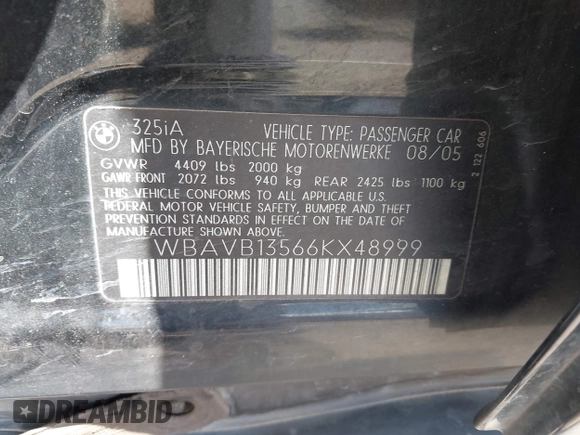 325iA VEHICLE TYPE: PASSENGER CAR
MFD BY BAYERISCHE MOTORENWERKE 08/05
GVWR 4409 lbs 2000 kg
GAWR FRONT 2072 lbs 940 kg REAR 2425 lbs 1100 kg
THIS VEHICLE CONFORMS TO ALL APPLICABLE U.S.
FEDERAL MOTOR VEHICLE SAFETY, BUMPER AND THEFT
PREVENTION STANDARDS IN EFFECT ON THE DATE OF
MANUFACTURE SHOWN ABOVE.
WBAVB13566KX48999
2 122 606
DREAMBID